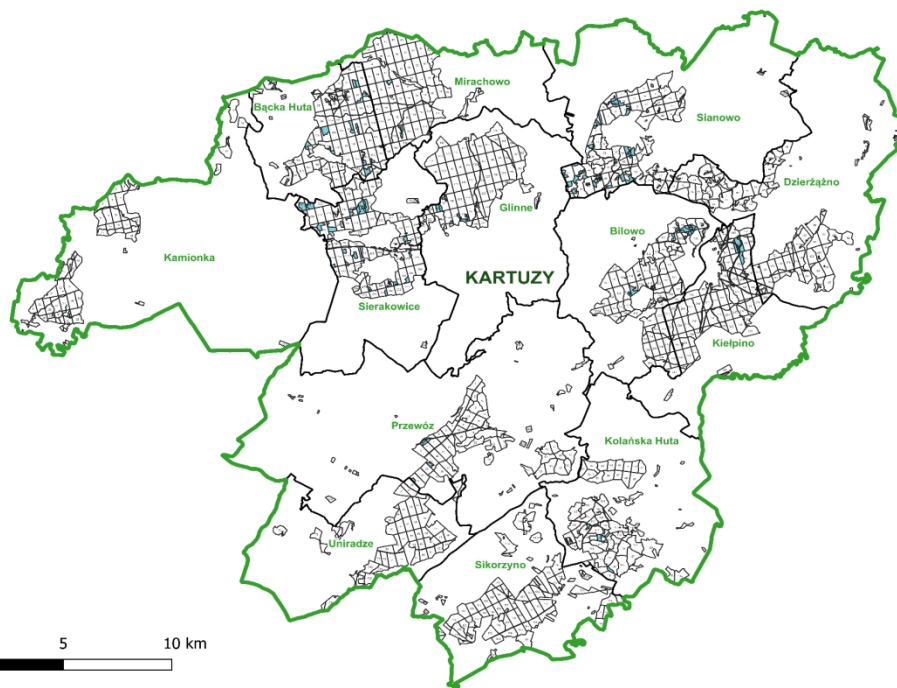 Mirachowo
Bącka Huta
Sianowo
Dzierżążno
Glinne
Bilowo
Kamionka
KARTUZY
Sierakowice
Kiełpino
Przewóz
Kolańska Huta
Uniradze
Sikorzyno
5 10 km